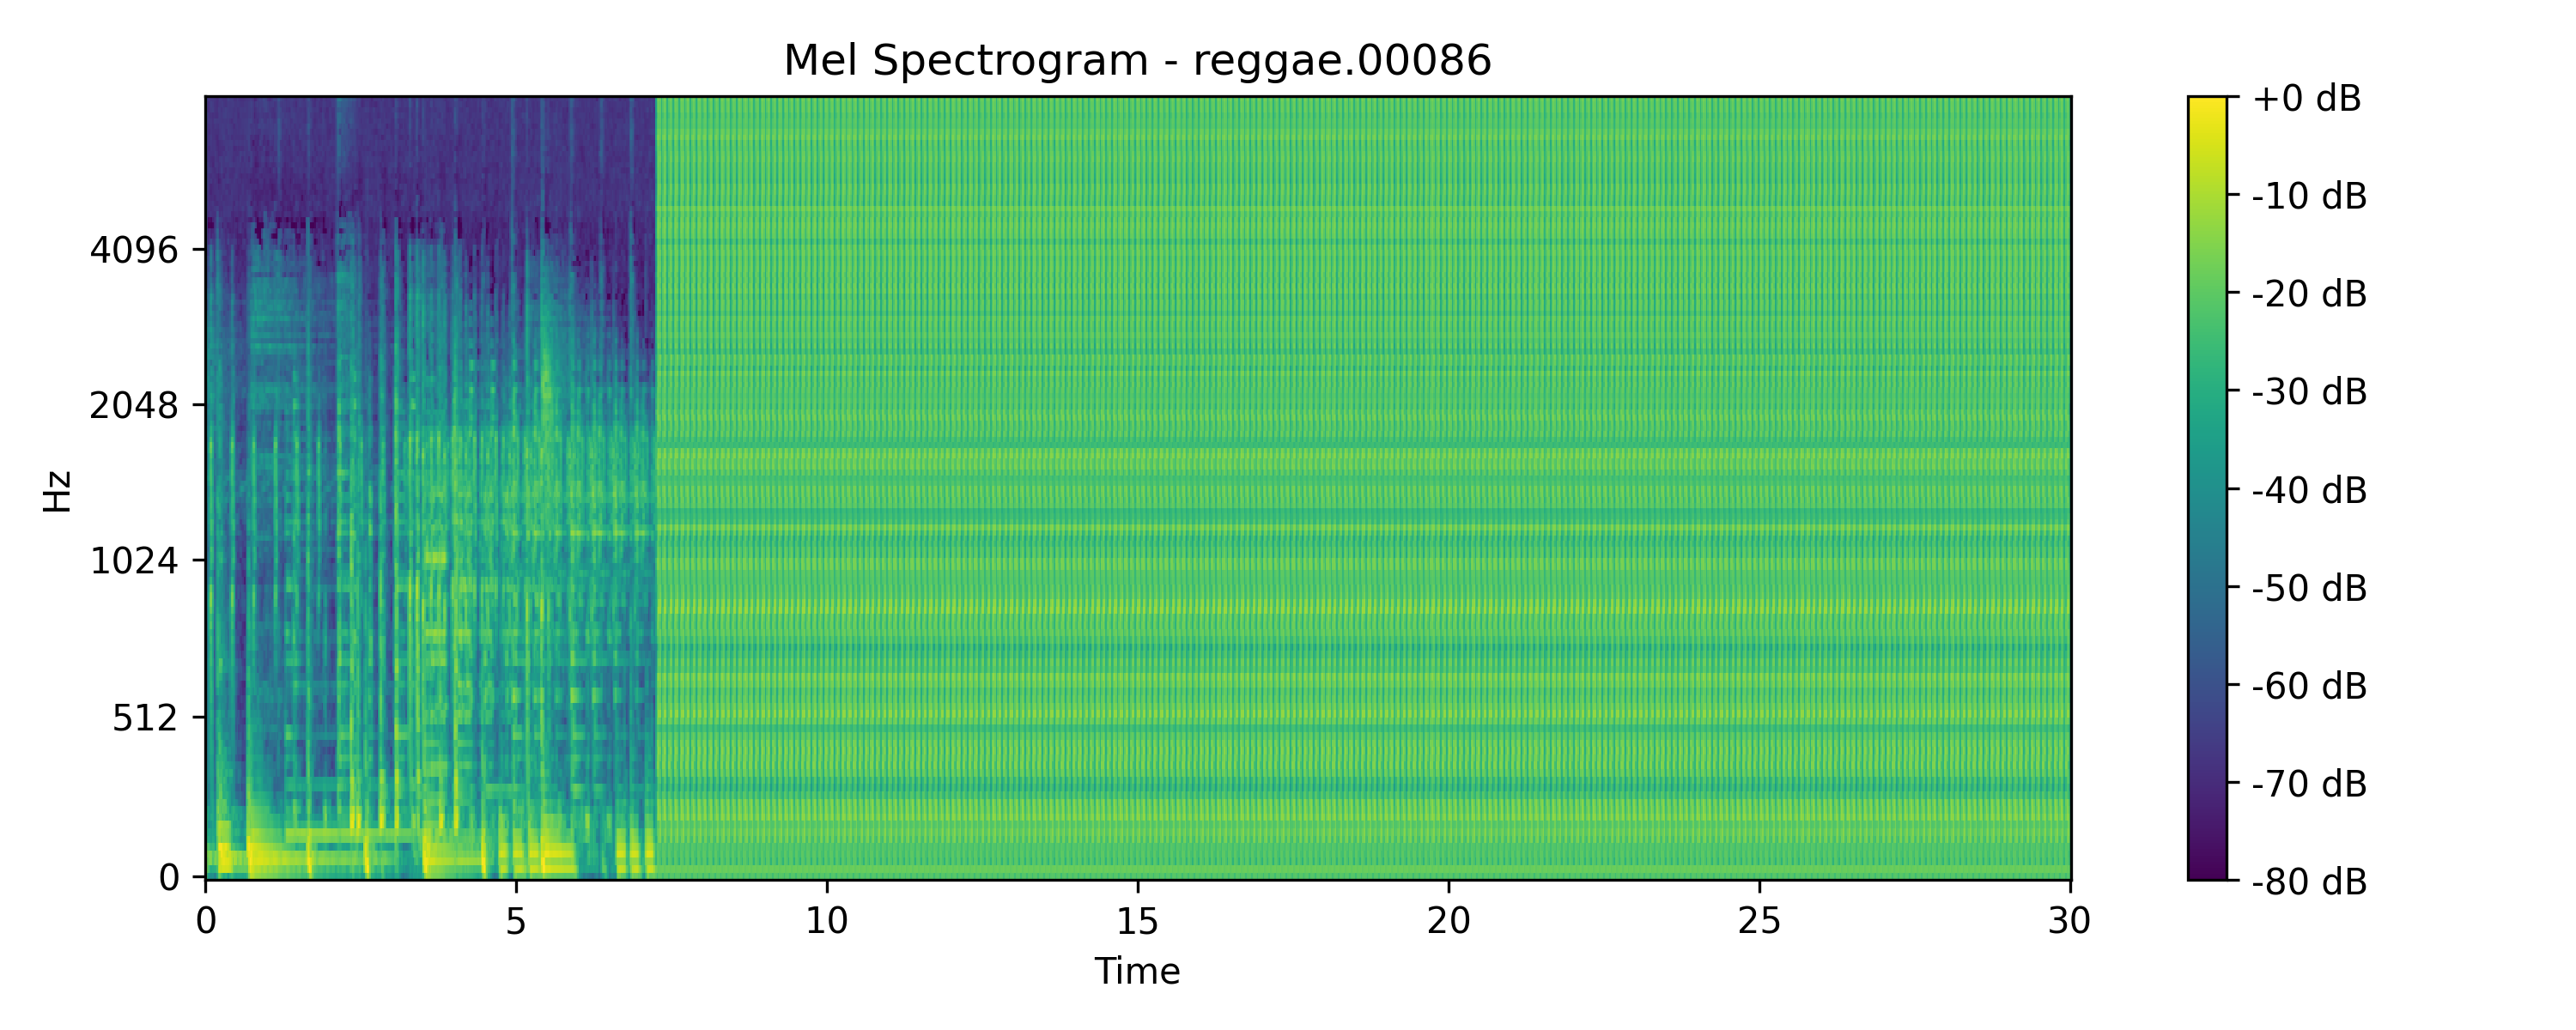 Mel Spectrogram - reggae.00086
+0 dB
-10 dB
-20 dB
-30 dB
-40 dB
-50 dB
-60 dB
-70 dB
-80 dB
4096
2048
1024
512
0
Hz
0 5 10 15 20 25 30
Time